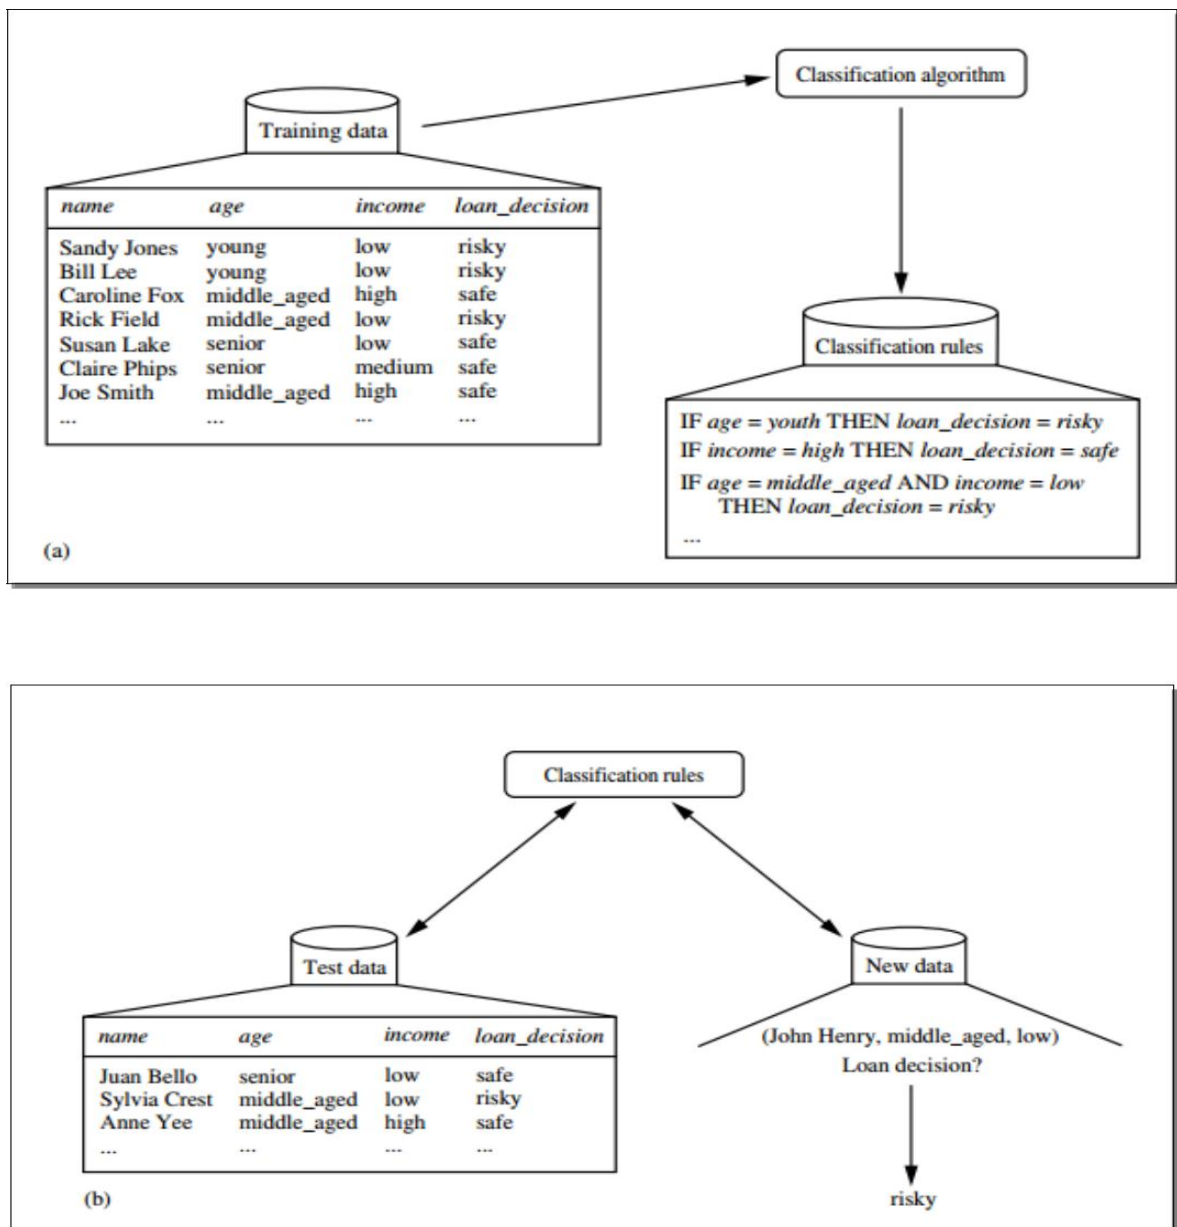 Training data
Classification algorithm
name age income loan_decision
Sandy Jones young low risky
Bill Lee young low risky
Caroline Fox middle_aged high safe
Rick Field middle_aged low risky
Susan Lake senior low safe
Claire Phips senior medium safe
Joe Smith middle_aged high safe
... ... ... ...
Classification rules
IF age = youth THEN loan_decision = risky
IF income = high THEN loan_decision = safe
IF age = middle_aged AND income = low
THEN loan_decision = risky
...
(a)
Classification rules
Test data
name age income loan_decision
Juan Bello senior low safe
Sylvia Crest middle_aged low risky
Anne Yee middle_aged high safe
... ... ... ...
New data
(John Henry, middle_aged, low)
Loan decision?
risky
(b)